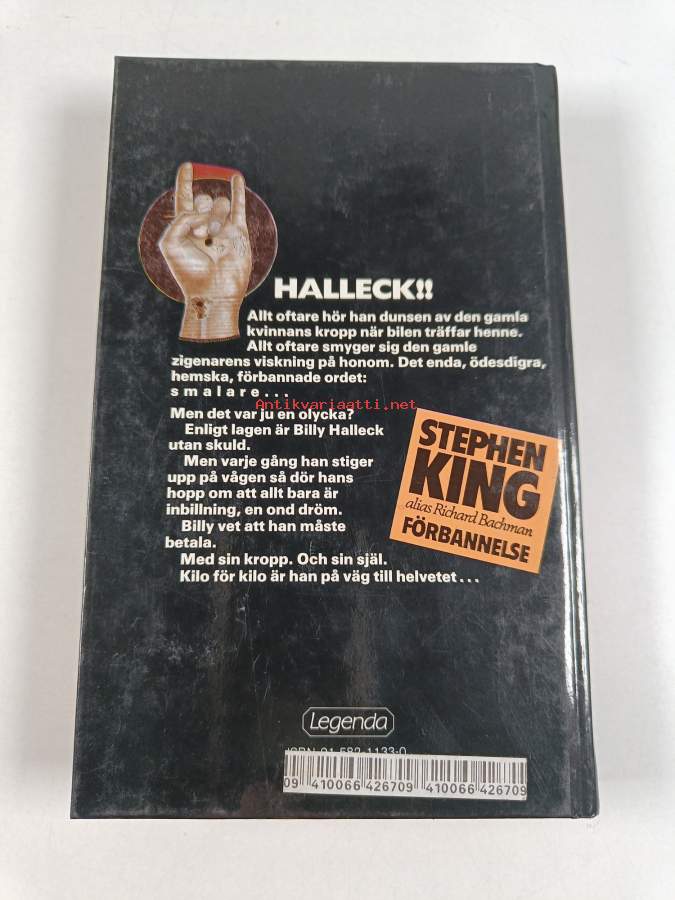 HALLECK!!
Allt oftare hör han dunsen av den gamla
kvinnans kropp när bilen träffar henne.
Allt oftare smyger sig den gamle
zigenarens viskning på honom. Det enda, ödesdigra,
hemska, förbannade ordet:
s m a l a r e . . .
Antikvariaatti.net
Men det var ju en olycka?
Enligt lagen är Billy Halleck
utan skuld.
Men varje gång han stiger
upp på vågen så dör hans
hopp om att allt bara är
inbillning, en ond dröm.
Billy vet att han måste
betala.
Med sin kropp. Och sin själ.
Kilo för kilo är han på väg till helvetet . . .
STEPHEN
KING
alias Richard Bachman
FÖRBANNELSE
Legenda
ISBN 91-582-1133-0
09 410066 426709 410066 426709